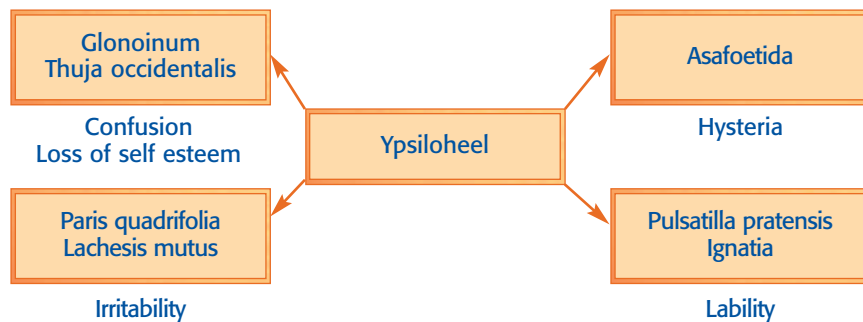 Glonoinum
Thuja occidentalis
Confusion
Loss of self esteem
Asafoetida
Hysteria
Ypsiloheel
Paris quadrifolia
Lachesis mutus
Irritability
Pulsatilla pratensis
Ignatia
Lability